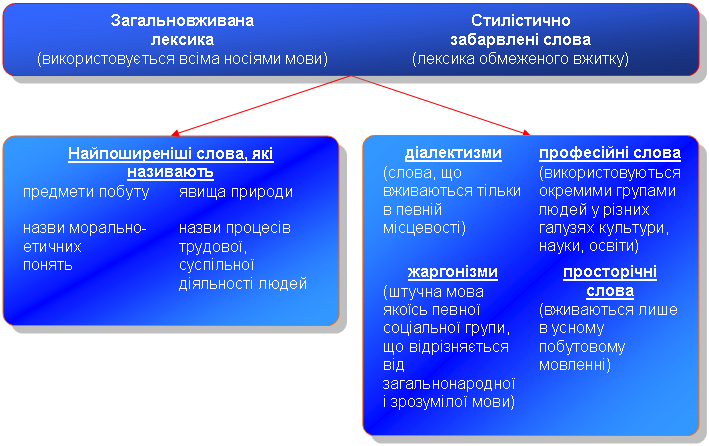 Загальновживана
лексика
(використовується всіма носіями мови)
Стилістично
забарвлені слова
(лексика обмеженого вжитку)
Найпоширеніші слова, які
називають
предмети побуту
явища природи
назви морально-
етичних
понять
назви процесів
трудової,
суспільної
діяльності людей
діалектизми
(слова, що
вживаються тільки
в певній
місцевості)
професійні слова
(використовуються
окремими групами
людей у різних
галузях культури,
науки, освіти)
жаргонізми
(штучна мова
якоїсь певної
соціальної групи,
що відрізняється
від
загальнонародної
і зрозумілої мови)
просторічні
слова
(вживаються лише
в усному
побутовому
мовленні)